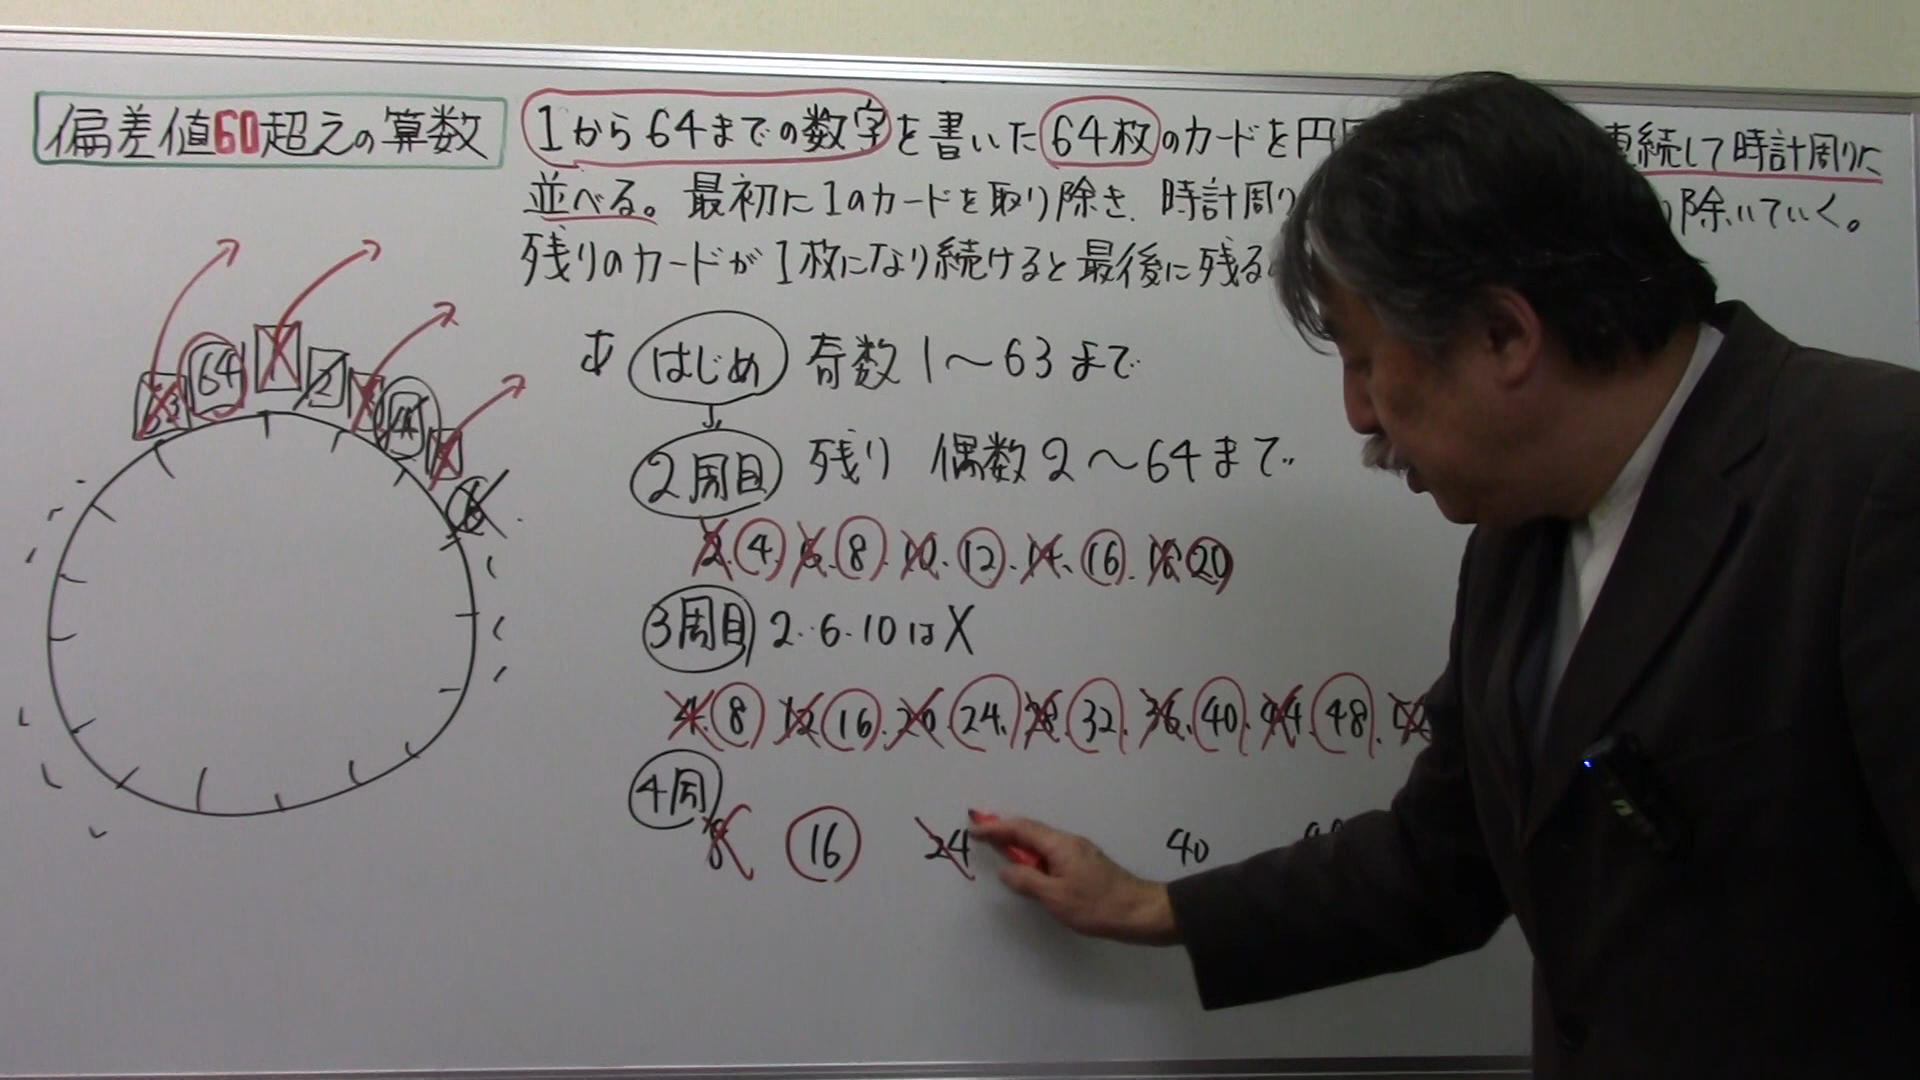 偏差値60超えの算数
1から64までの数字を書いた64枚のカードを円
連続して時計周りに
並べる。最初に1のカードを取り除き、時計周り
り除いていく。
残りのカードが1枚になり続けると最後に残る
64 1 2
はじめ 奇数1〜63まで
2周目 残り 偶数2〜64まで
2. 4. 6. 8. 10. 12. 14. 16. 18 20
3周目 2.6.10はX
4. 8 12 16. 20. 24. 28. 32. 36. 40. 44. 48. 52
4周
8 16 24 40